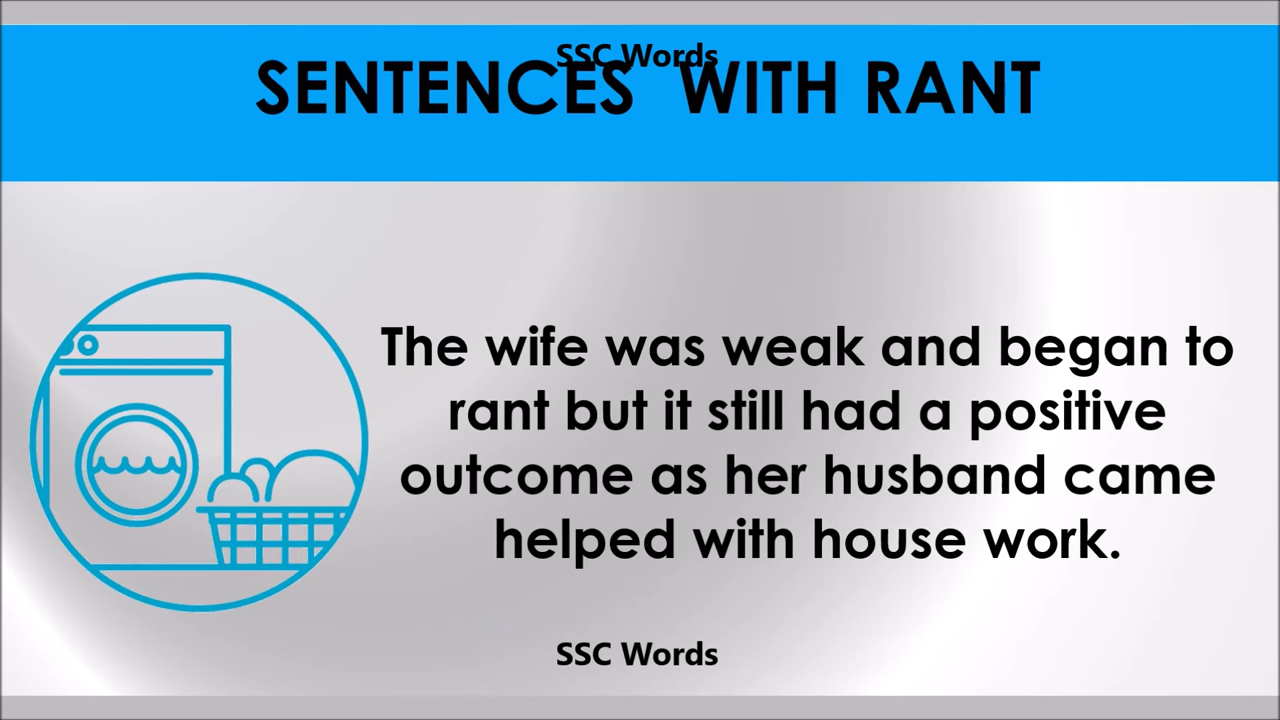 SSC Words
SENTENCES WITH RANT
The wife was weak and began to
rant but it still had a positive
outcome as her husband came
helped with house work.
SSC Words